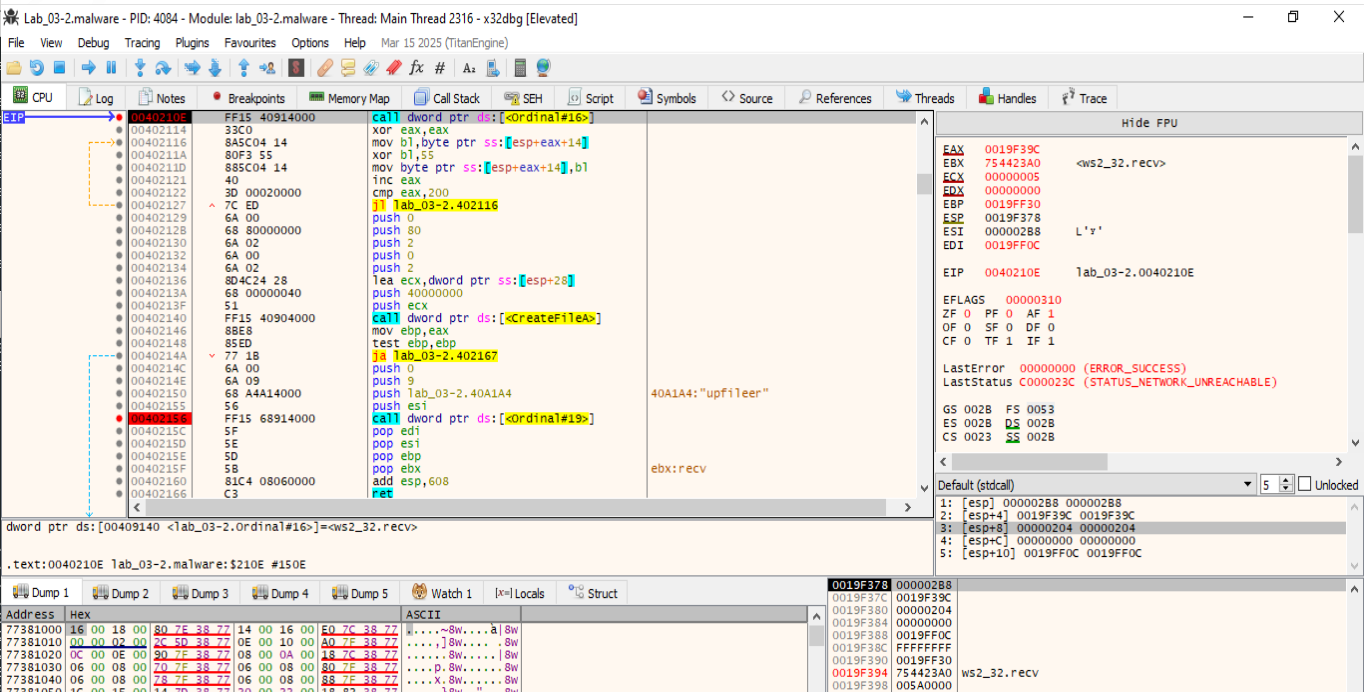 Lab_03-2.malware - PID: 4084 - Module: lab_03-2.malware - Thread: Main Thread 2316 - x32dbg [Elevated]
File View Debug Tracing Plugins Favourites Options Help Mar 15 2025 (TitanEngine)
CPU Log Notes Breakpoints Memory Map Call Stack SEH Script Symbols Source References Threads Handles Trace
EIP 0040210E FF15 40914000 call dword ptr ds:[<Ordinal#16>]
00402114 33C0 xor eax,eax
00402116 8A5C04 14 mov bl,byte ptr ss:[esp+eax+14]
0040211A 80F3 55 xor bl,55
0040211D 885C04 14 mov byte ptr ss:[esp+eax+14],bl
00402121 40 inc eax
00402122 3D 00020000 cmp eax,200
00402127 7C ED jl lab_03-2.402116
00402129 6A 00 push 0
0040212B 68 80000000 push 80
00402130 6A 02 push 2
00402132 6A 00 push 0
00402134 6A 02 push 2
00402136 8D4C24 28 lea ecx,dword ptr ss:[esp+28]
0040213A 68 00000040 push 40000000
0040213F 51 push ecx
00402140 FF15 40904000 call dword ptr ds:[<CreateFileA>]
00402146 8BE8 mov ebp,eax
00402148 85ED test ebp,ebp
0040214A 77 1B ja lab_03-2.402167
0040214C 6A 00 push 0
0040214E 6A 09 push 9
00402150 68 A4A14000 push lab_03-2.40A1A4 40A1A4:"upfileer"
00402155 56 push esi
00402156 FF15 68914000 call dword ptr ds:[<Ordinal#19>]
0040215C 5F pop edi
0040215D 5E pop esi
0040215E 5D pop ebp
0040215F 5B pop ebx ebx:recv
00402160 81C4 08060000 add esp,608
00402166 C3 ret
dword ptr ds:[00409140 <lab_03-2.Ordinal#16>]=<ws2_32.recv>
.text:0040210E lab_03-2.malware:$210E #150E
Hide FPU
EAX 0019F39C
EBX 754423A0 <ws2_32.recv>
ECX 00000005
EDX 00000000
EBP 0019FF30
ESP 0019F378
ESI 000002B8 L'ʸ'
EDI 0019FF0C
EIP 0040210E lab_03-2.0040210E
EFLAGS 00000310
ZF 0 PF 0 AF 1
OF 0 SF 0 DF 0
CF 0 TF 1 IF 1
LastError 00000000 (ERROR_SUCCESS)
LastStatus C000023C (STATUS_NETWORK_UNREACHABLE)
GS 002B FS 0053
ES 002B DS 002B
CS 0023 SS 002B
Default (stdcall) 5 Unlocked
1: [esp] 000002B8 000002B8
2: [esp+4] 0019F39C 0019F39C
3: [esp+8] 00000204 00000204
4: [esp+C] 00000000 00000000
5: [esp+10] 0019FF0C 0019FF0C
Dump 1 Dump 2 Dump 3 Dump 4 Dump 5 Watch 1 [x=] Locals Struct
Address Hex ASCII
77381000 16 00 18 00 80 7E 38 77 14 00 16 00 E0 7C 38 77 .....~8w....à|8w
77381010 00 00 02 00 2C 5D 38 77 0E 00 10 00 A0 7F 38 77 ....,]8w.... .8w
77381020 0C 00 0E 00 90 7F 38 77 08 00 0A 00 18 7C 38 77 ......8w.....|8w
77381030 06 00 08 00 70 7F 38 77 06 00 08 00 80 7F 38 77 ....p.8w......8w
77381040 06 00 08 00 78 7F 38 77 06 00 08 00 88 7F 38 77 ....x.8w......8w
0019F378 000002B8
0019F37C 0019F39C
0019F380 00000204
0019F384 00000000
0019F388 0019FF0C
0019F38C FFFFFFFF
0019F390 0019FF30
0019F394 754423A0 ws2_32.recv
0019F398 005A0000